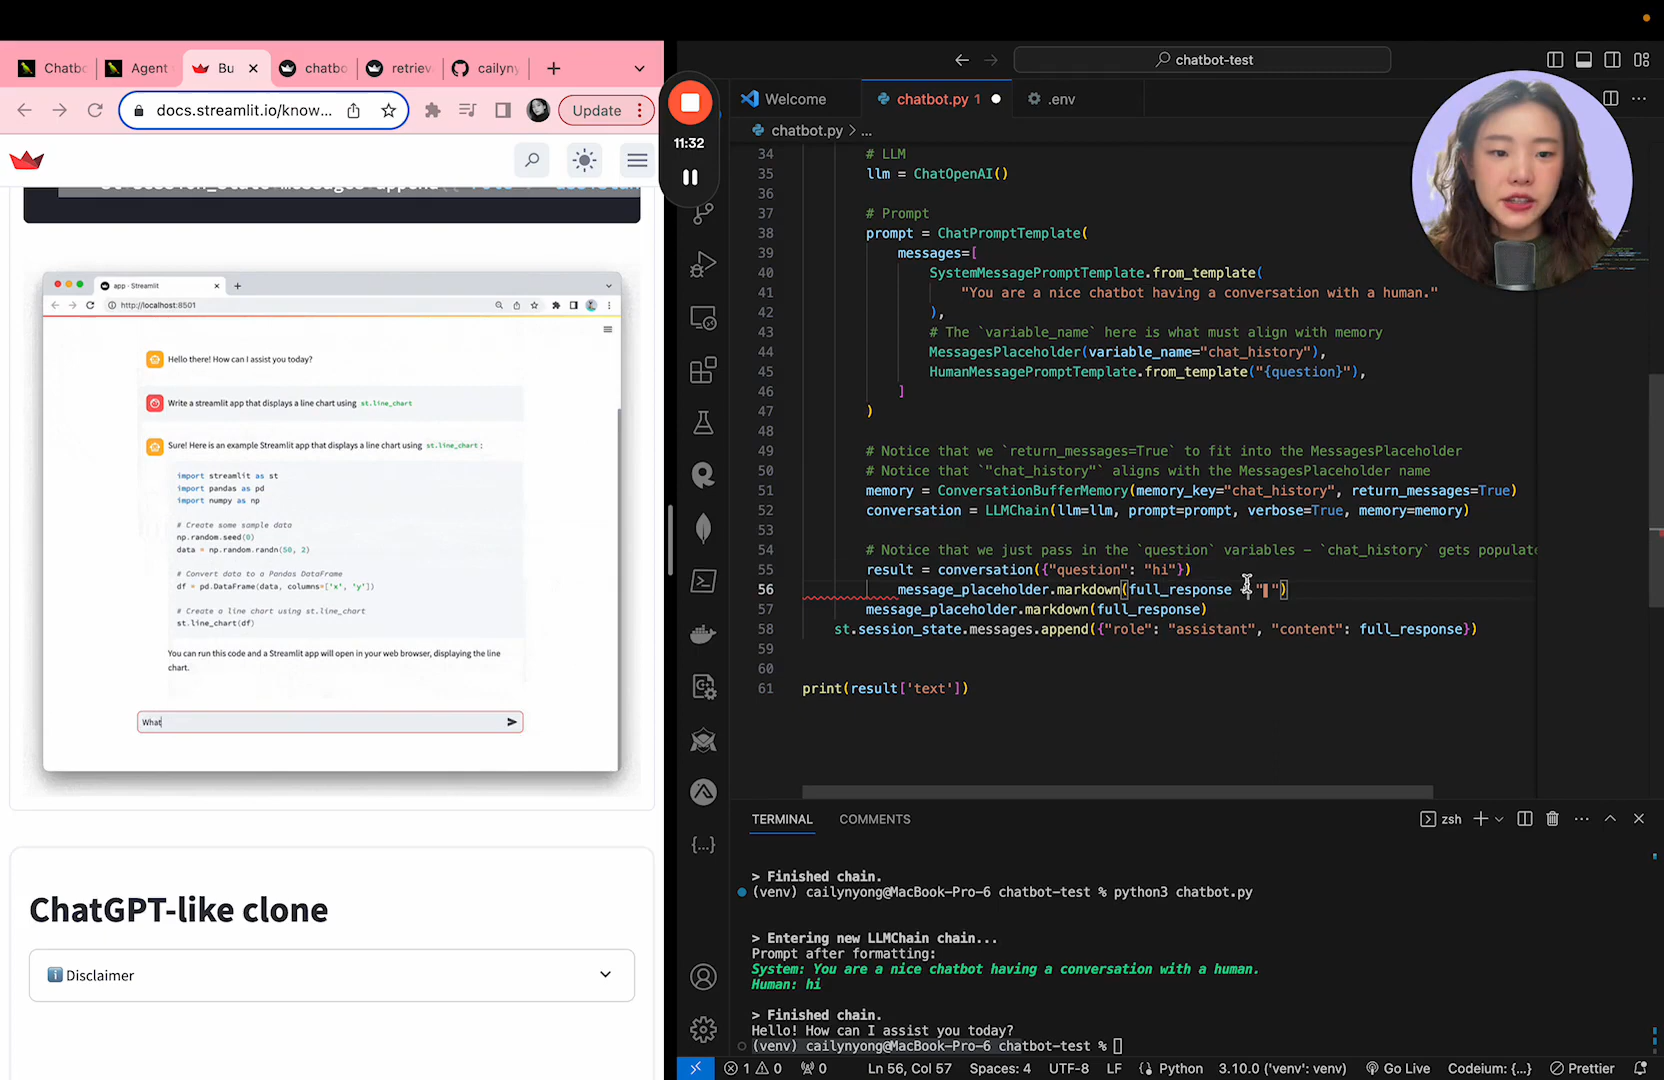 Chatbo
Agent
Bu
chatbo
retriev
cailyny
docs.streamlit.io/know...
Update
11:32
app · Streamlit
http://localhost:8501
Hello there! How can I assist you today?
Write a streamlit app that displays a line chart using st.line_chart
Sure! Here is an example Streamlit app that displays a line chart using st.line_chart:
import streamlit as st
import pandas as pd
import numpy as np
# Create some sample data
np.random.seed(0)
data = np.random.randn(50, 2)
# Convert data to a Pandas DataFrame
df = pd.DataFrame(data, columns=['x', 'y'])
# Create a line chart using st.line_chart
st.line_chart(df)
You can run this code and a Streamlit app will open in your web browser, displaying the line
chart.
What
ChatGPT-like clone
Disclaimer
chatbot-test
Welcome
chatbot.py 1
.env
chatbot.py > ...
34 # LLM
35 llm = ChatOpenAI()
36
37 # Prompt
38 prompt = ChatPromptTemplate(
39 messages=[
40 SystemMessagePromptTemplate.from_template(
41 "You are a nice chatbot having a conversation with a human."
42 ),
43 # The `variable_name` here is what must align with memory
44 MessagesPlaceholder(variable_name="chat_history"),
45 HumanMessagePromptTemplate.from_template("{question}"),
46 ]
47 )
48
49 # Notice that we `return_messages=True` to fit into the MessagesPlaceholder
50 # Notice that `"chat_history"` aligns with the MessagesPlaceholder name
51 memory = ConversationBufferMemory(memory_key="chat_history", return_messages=True)
52 conversation = LLMChain(llm=llm, prompt=prompt, verbose=True, memory=memory)
53
54 # Notice that we just pass in the `question` variables - `chat_history` gets populate
55 result = conversation({"question": "hi"})
56 message_placeholder.markdown(full_response + "▌")
57 message_placeholder.markdown(full_response)
58 st.session_state.messages.append({"role": "assistant", "content": full_response})
59
60
61 print(result['text'])
TERMINAL
COMMENTS
zsh
> Finished chain.
(venv) cailynyong@MacBook-Pro-6 chatbot-test % python3 chatbot.py
> Entering new LLMChain chain...
Prompt after formatting:
System: You are a nice chatbot having a conversation with a human.
Human: hi
> Finished chain.
Hello! How can I assist you today?
(venv) cailynyong@MacBook-Pro-6 chatbot-test %
1 0 0
Ln 56, Col 57
Spaces: 4
UTF-8
LF
Python
3.10.0 ('venv': venv)
Go Live
Codeium: {...}
Prettier